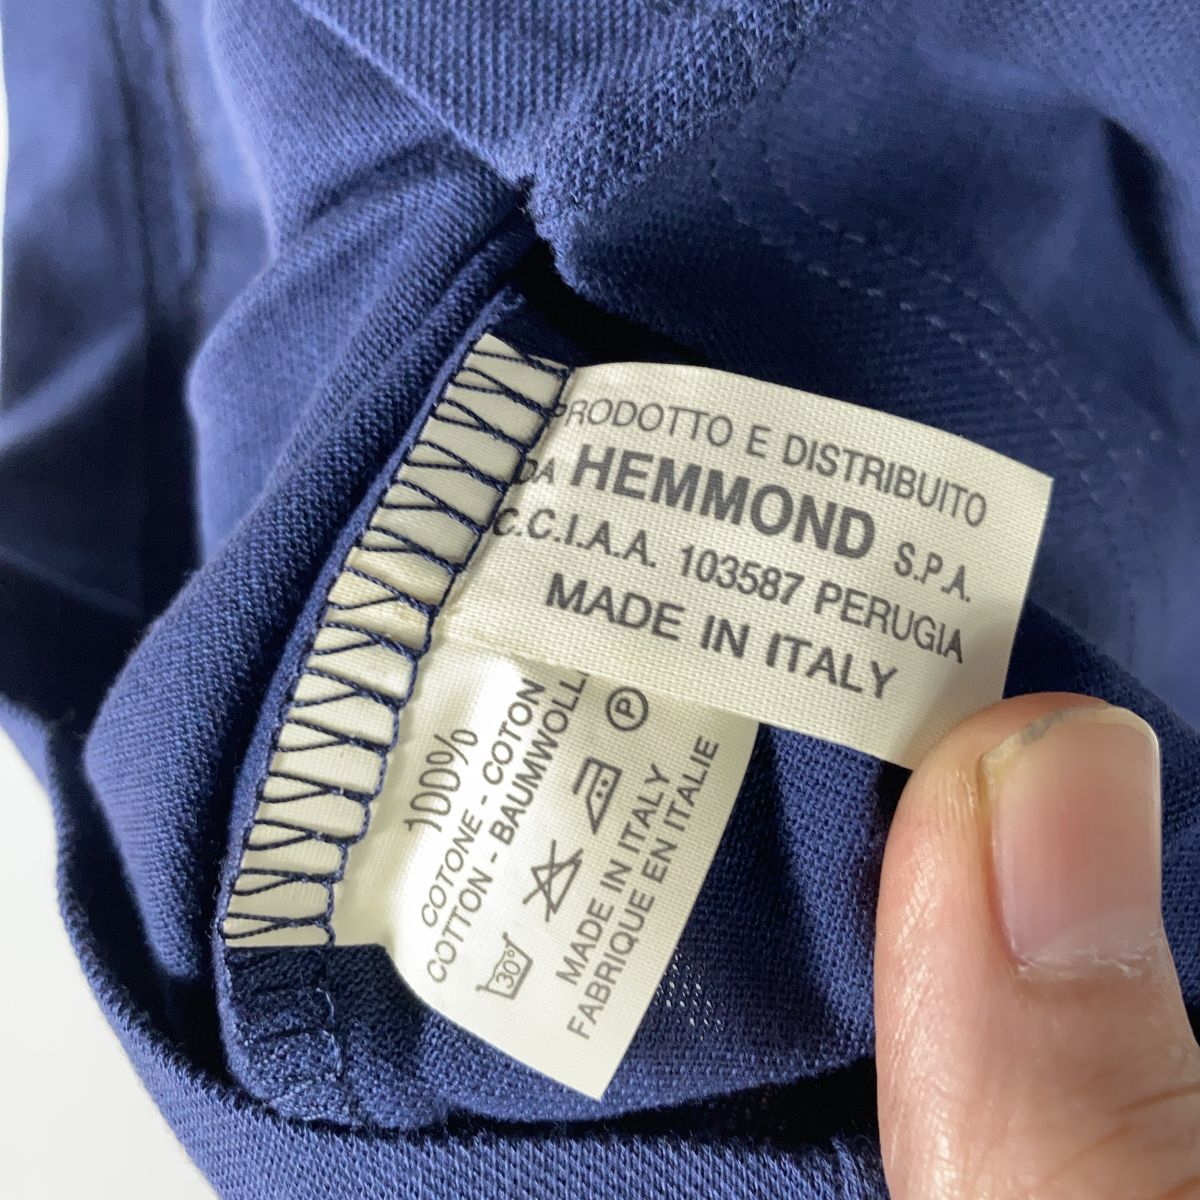 PRODOTTO E DISTRIBUITO
DA HEMMOND S.P.A.
C.C.I.A.A. 103587 PERUGIA
MADE IN ITALY
100%
COTONE - COTON
COTTON - BAUMWOLL
30° P
MADE IN ITALY
FABRIQUE EN ITALIE